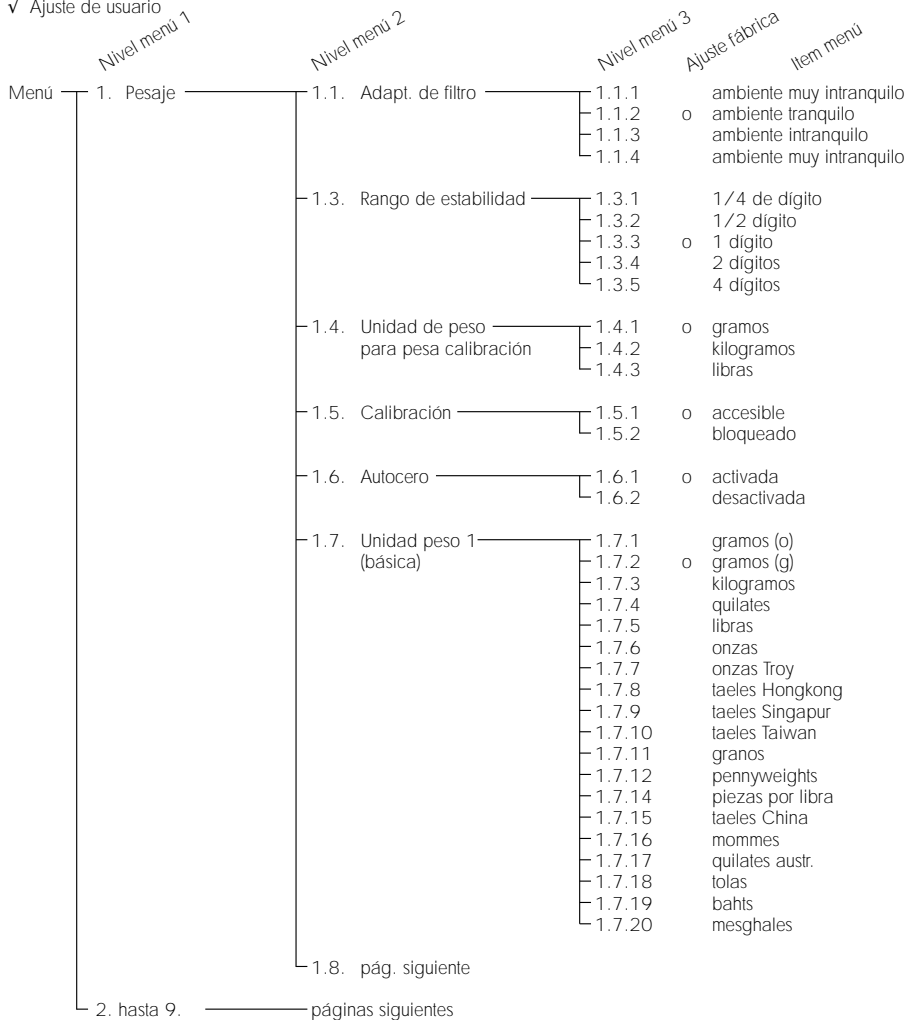 √ Ajuste de usuario
Nivel menú 1 Nivel menú 2 Nivel menú 3 Ajuste fábrica Item menú
Menú 1. Pesaje 1.1. Adapt. de filtro 1.1.1 ambiente muy intranquilo
1.1.2 o ambiente tranquilo
1.1.3 ambiente intranquilo
1.1.4 ambiente muy intranquilo
1.3. Rango de estabilidad 1.3.1 1/4 de dígito
1.3.2 1/2 dígito
1.3.3 o 1 dígito
1.3.4 2 dígitos
1.3.5 4 dígitos
1.4. Unidad de peso 1.4.1 o gramos
para pesa calibración 1.4.2 kilogramos
1.4.3 libras
1.5. Calibración 1.5.1 o accesible
1.5.2 bloqueado
1.6. Autocero 1.6.1 o activada
1.6.2 desactivada
1.7. Unidad peso 1 1.7.1 gramos (o)
(básica) 1.7.2 o gramos (g)
1.7.3 kilogramos
1.7.4 quilates
1.7.5 libras
1.7.6 onzas
1.7.7 onzas Troy
1.7.8 taeles Hongkong
1.7.9 taeles Singapur
1.7.10 taeles Taiwan
1.7.11 granos
1.7.12 pennyweights
1.7.14 piezas por libra
1.7.15 taeles China
1.7.16 mommes
1.7.17 quilates austr.
1.7.18 tolas
1.7.19 bahts
1.7.20 mesghales
1.8. pág. siguiente
2. hasta 9. páginas siguientes